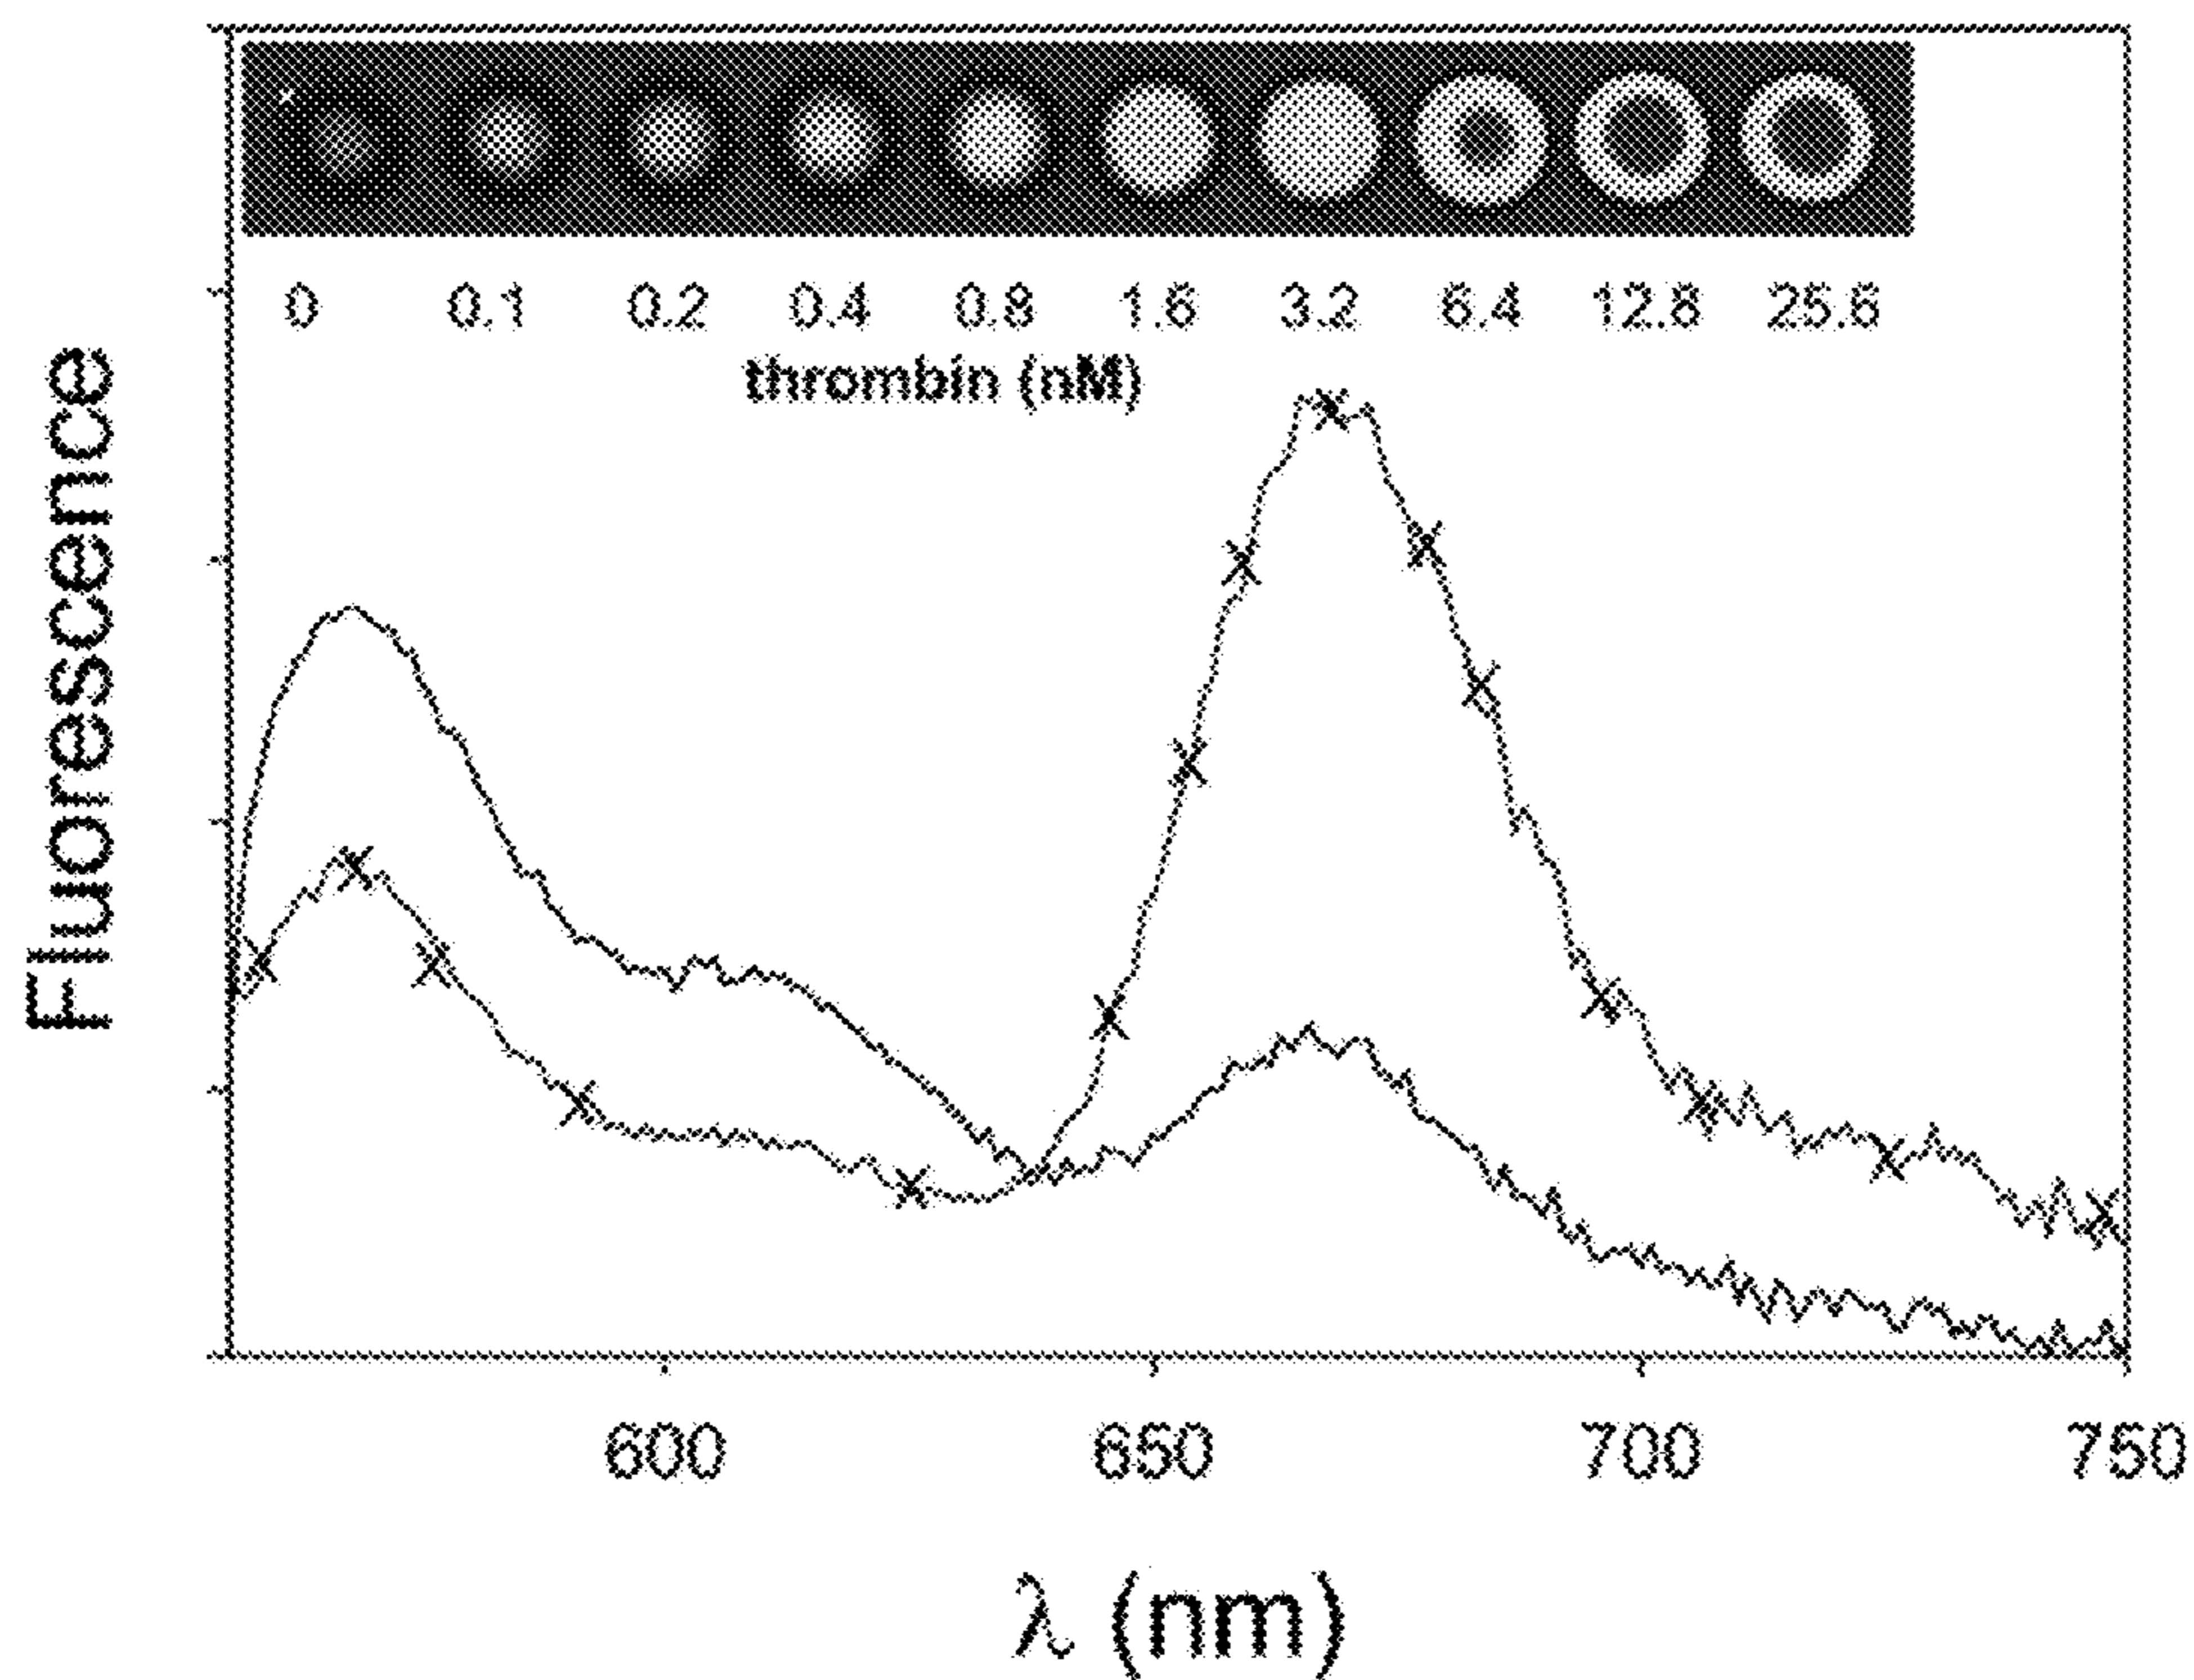 0 0.1 0.2 0.4 0.8 1.6 3.2 6.4 12.8 25.6
thrombin (nM)
Fluorescence
600 650 700 750
λ (nm)